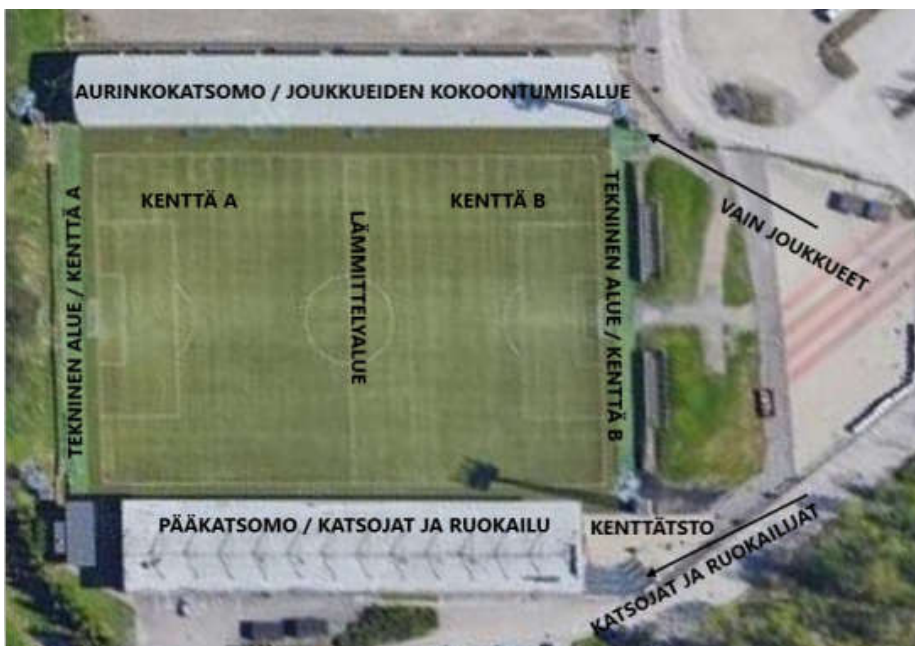 AURINKOKATSOMO / JOUKKUEIDEN KOKOONTUMISALUE
TEKNINEN ALUE / KENTTÄ A
KENTTÄ A
LÄMMITTELYALUE
KENTTÄ B
TEKNINEN ALUE / KENTTÄ B
VAIN JOUKKUEET
PÄÄKATSOMO / KATSOJAT JA RUOKAILU
KENTTÄTSTO
KATSOJAT JA RUOKAILIJAT